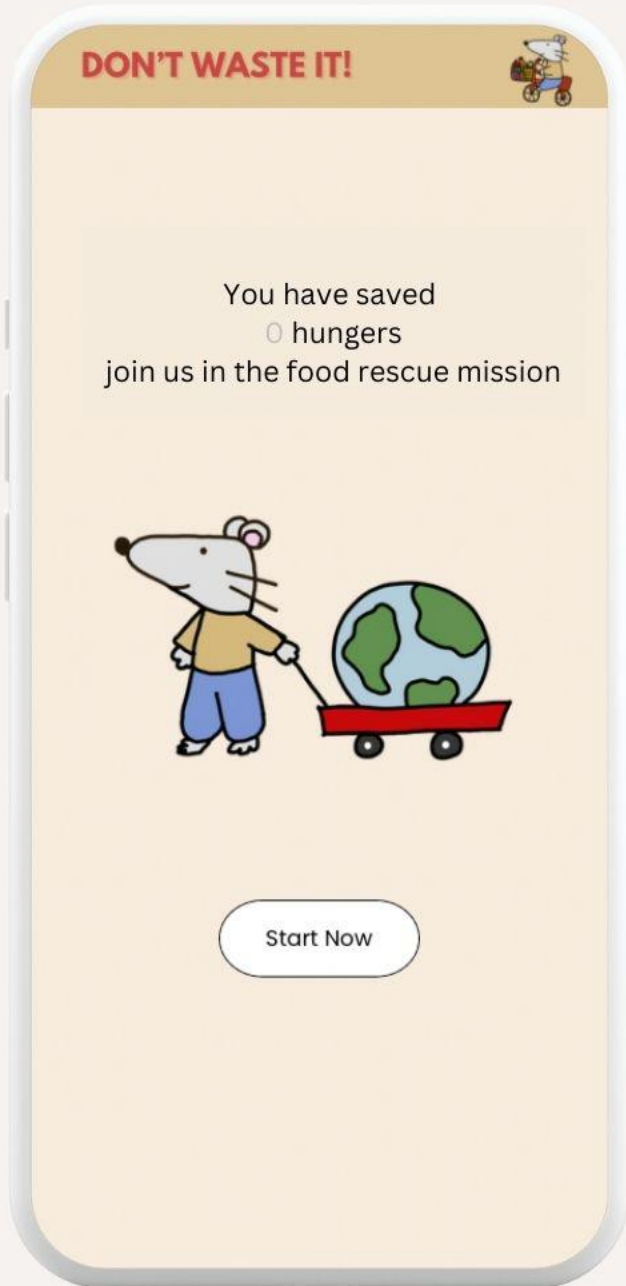 DON'T WASTE IT!
You have saved
0 hungers
join us in the food rescue mission
Start Now